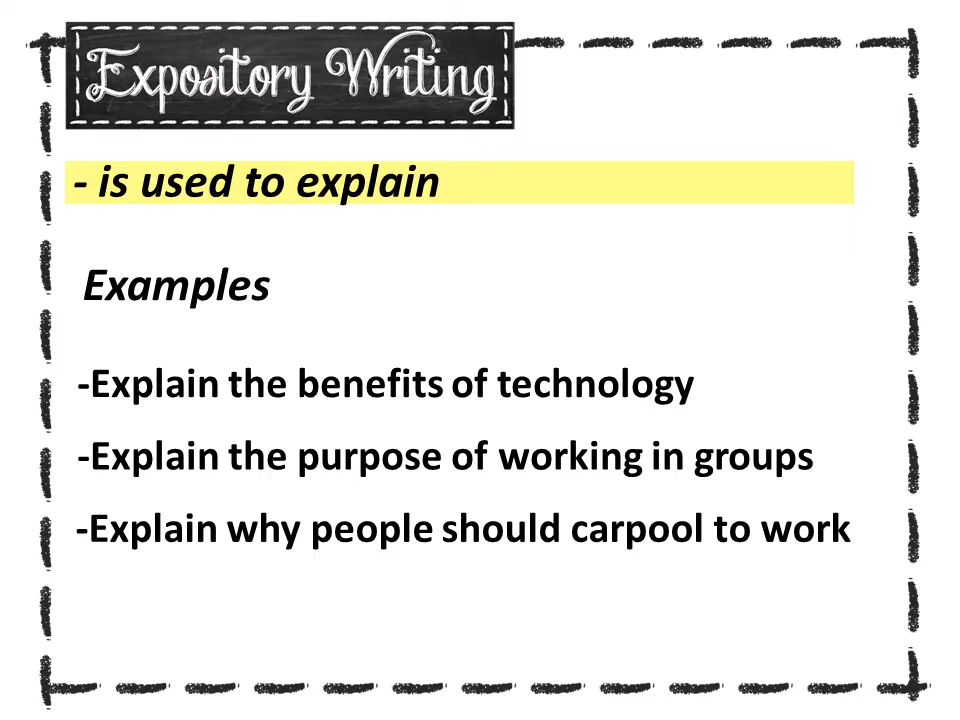 Expository Writing
- is used to explain
Examples
-Explain the benefits of technology
-Explain the purpose of working in groups
-Explain why people should carpool to work